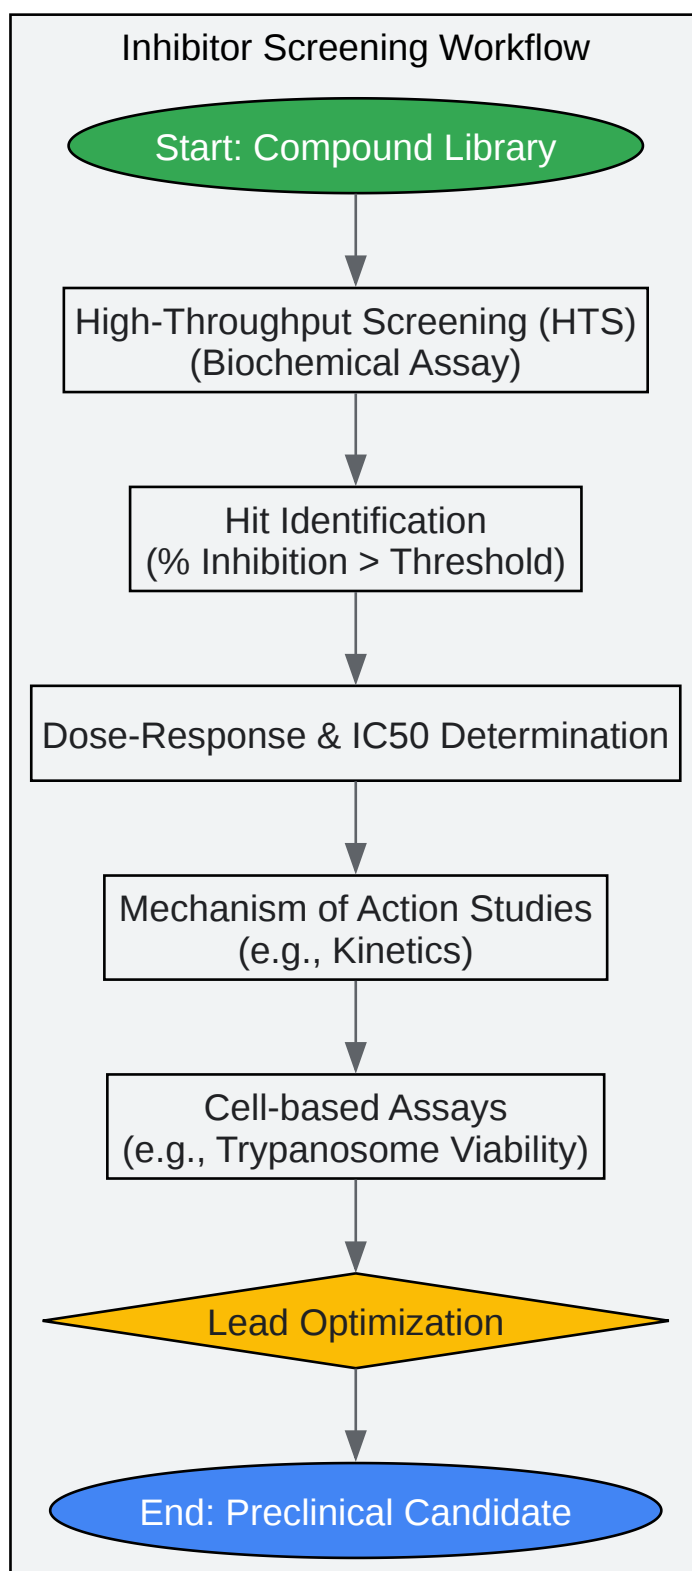 Inhibitor Screening Workflow
Start: Compound Library
High-Throughput Screening (HTS)
(Biochemical Assay)
Hit Identification
(% Inhibition > Threshold)
Dose-Response & IC50 Determination
Mechanism of Action Studies
(e.g., Kinetics)
Cell-based Assays
(e.g., Trypanosome Viability)
Lead Optimization
End: Preclinical Candidate